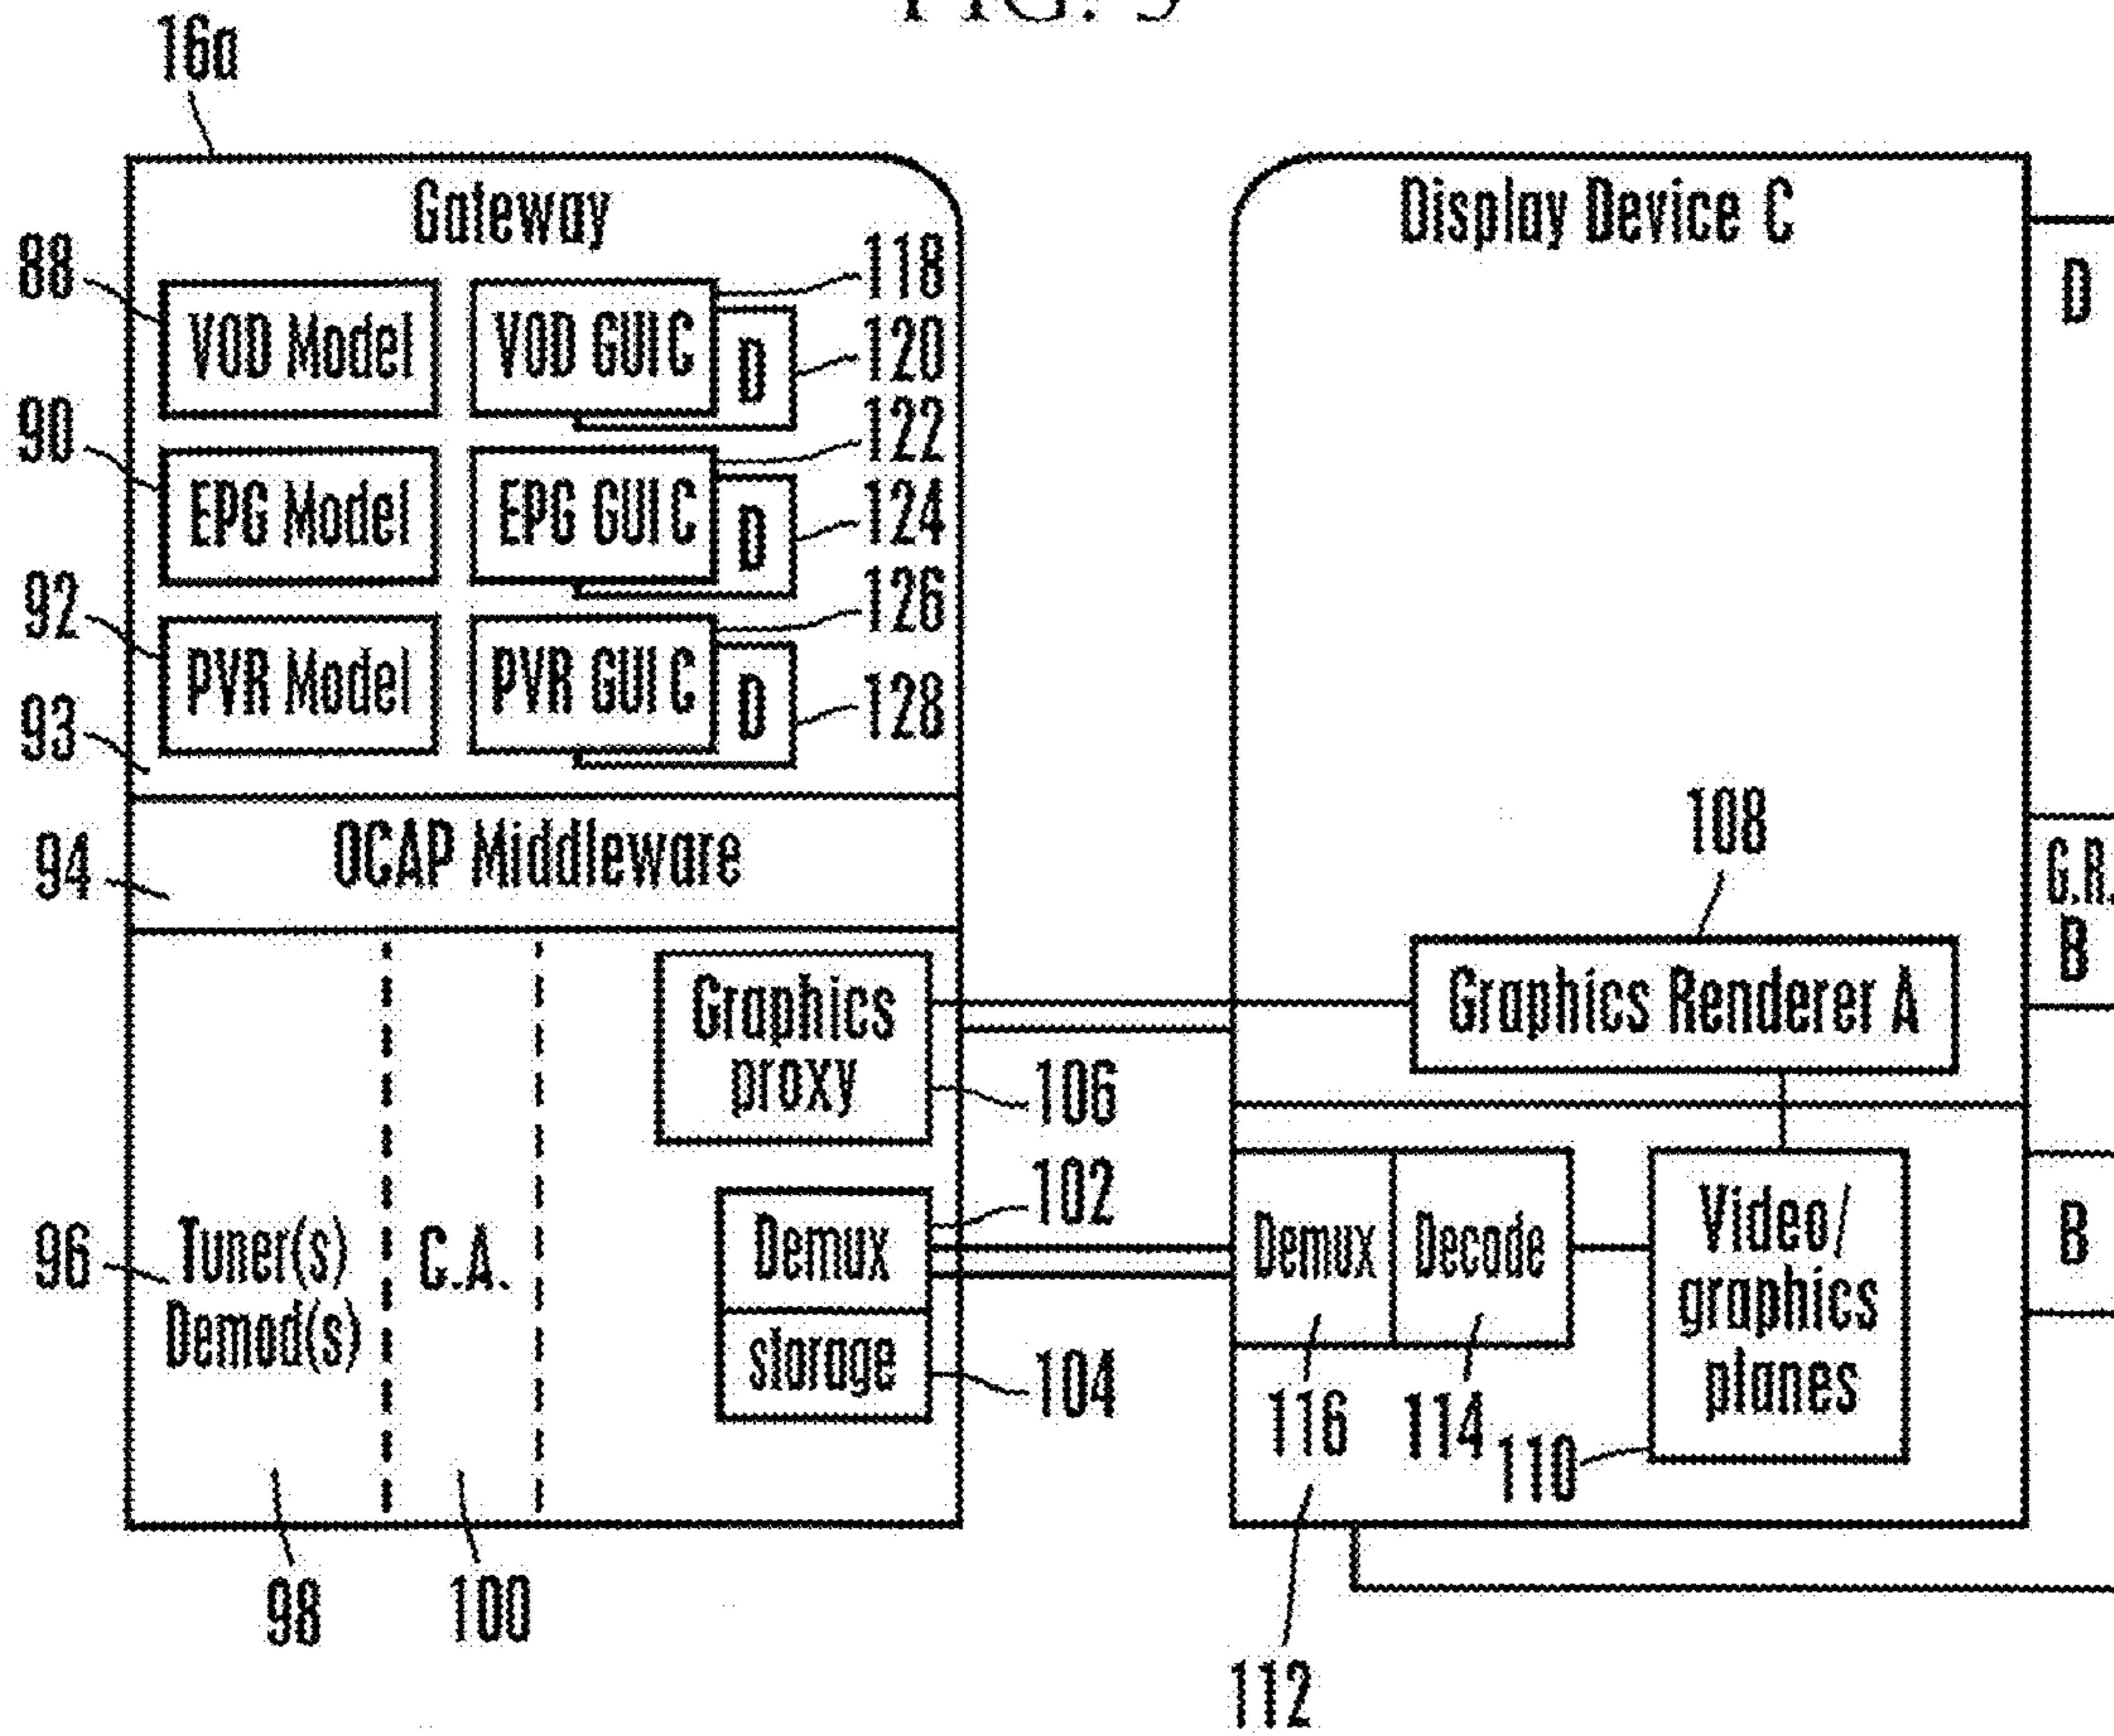 16a
Gateway
Display Device C
D
88
VOD Model
VOD GUI C
D
118
120
90
EPG Model
EPG GUI C
D
122
124
92
PVR Model
PVR GUI C
D
126
128
93
94
OCAP Middleware
108
G.R.
B
Graphics
proxy
Graphics Renderer A
106
102
96
Tuner(s)
Demod(s)
C.A.
Demux
storage
104
Demux
Decode
Video/
graphics
planes
B
116
114
110
98
100
112